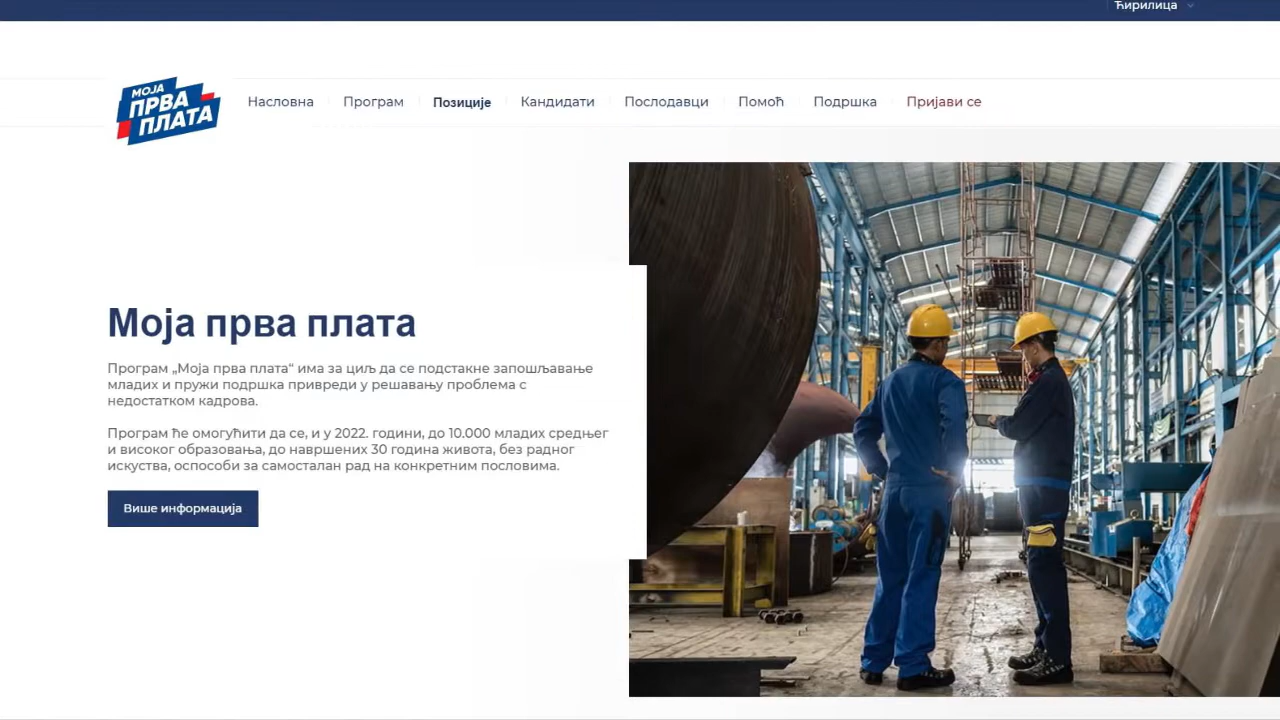 Ћирилица
МОЈА
ПРВА
ПЛАТА
Насловна
Програм
Позиције
Кандидати
Послодавци
Помоћ
Подршка
Пријави се
Моја прва плата
Програм „Моја прва плата“ има за циљ да се подстакне запошљавање
младих и пружи подршка привреди у решавању проблема с
недостатком кадрова.
Програм ће омогућити да се, и у 2022. години, до 10.000 младих средњег
и високог образовања, до навршених 30 година живота, без радног
искуства, оспособи за самосталан рад на конкретним пословима.
Више информација